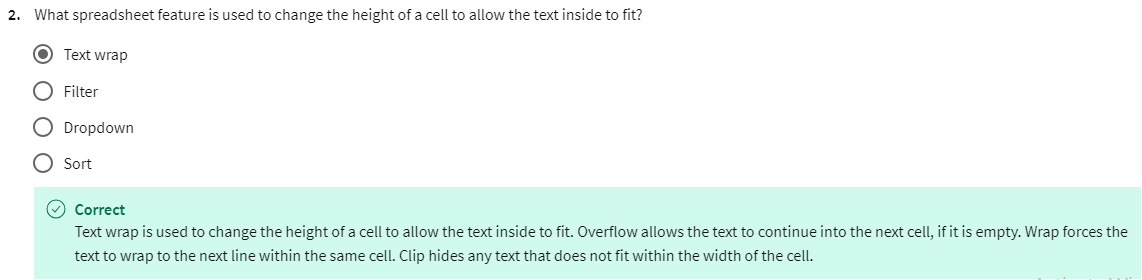 2. What spreadsheet feature is used to change the height of a cell to allow the text inside to fit?
Text wrap
Filter
Dropdown
Sort
Correct
Text wrap is used to change the height of a cell to allow the text inside to fit. Overflow allows the text to continue into the next cell, if it is empty. Wrap forces the
text to wrap to the next line within the same cell. Clip hides any text that does not fit within the width of the cell.